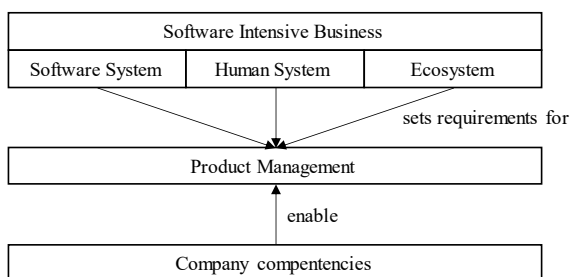 Software Intensive Business
Software System
Human System
Ecosystem
sets requirements for
Product Management
enable
Company compentencies